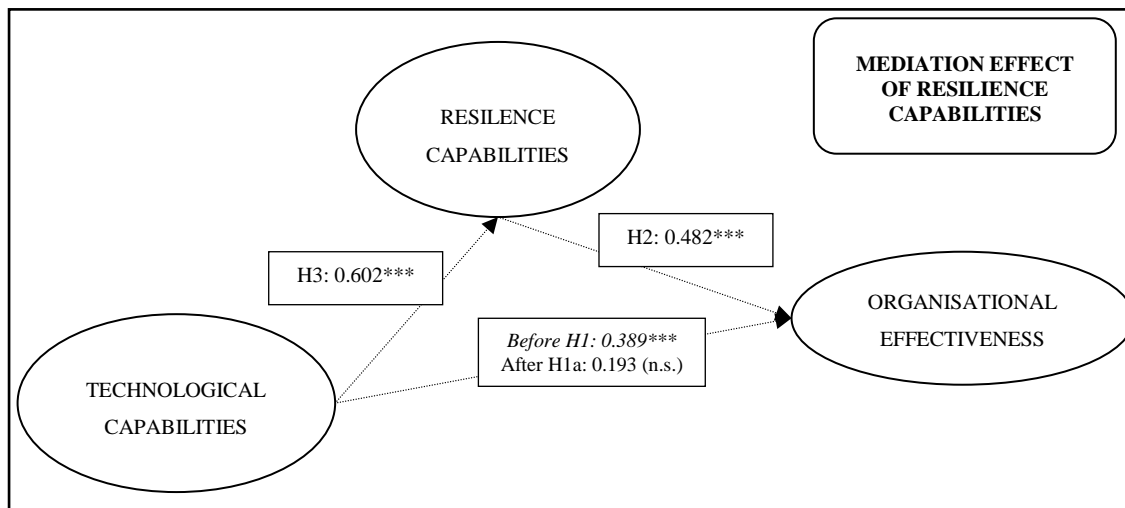 MEDIATION EFFECT
OF RESILIENCE
CAPABILITIES
RESILENCE
CAPABILITIES
H3: 0.602***
H2: 0.482***
Before H1: 0.389***
After H1a: 0.193 (n.s.)
ORGANISATIONAL
EFFECTIVENESS
TECHNOLOGICAL
CAPABILITIES